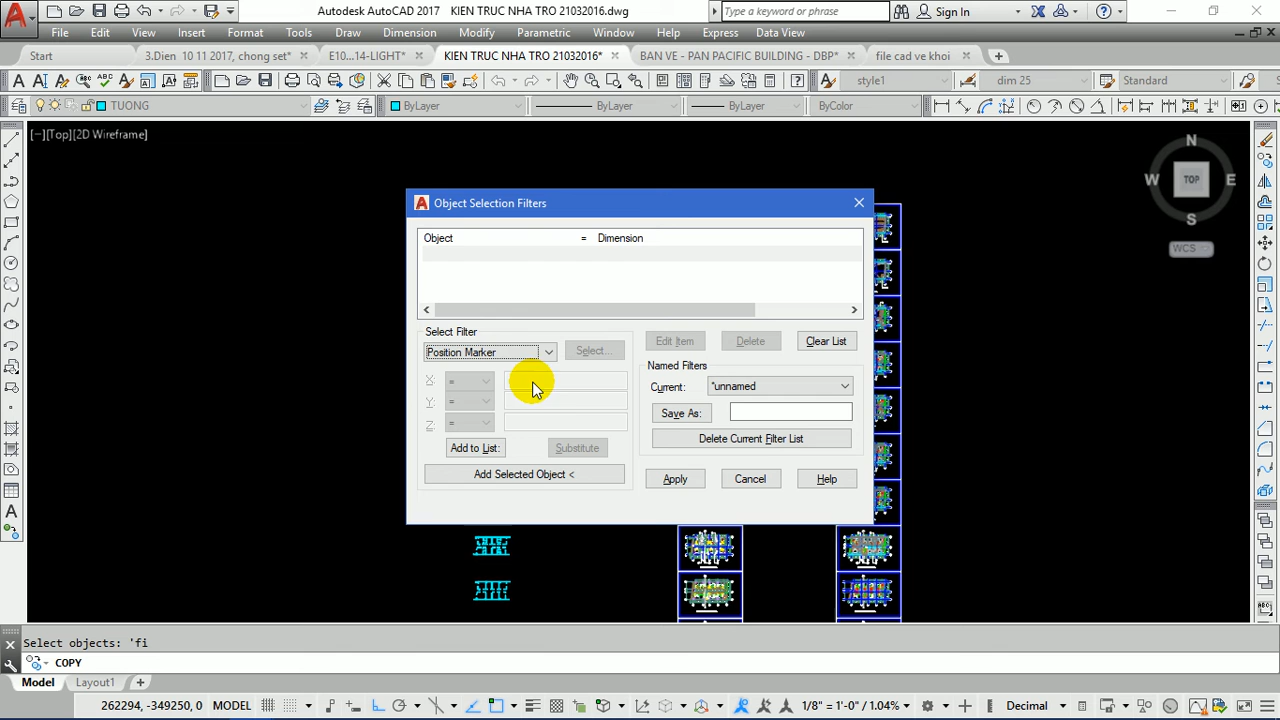 Autodesk AutoCAD 2017 KIEN TRUC NHA TRO 21032016.dwg Type a keyword or phrase Sign In
File Edit View Insert Format Tools Draw Dimension Modify Parametric Window Help Express Data View
Start 3.Dien 10 11 2017, chong set* E10...14-LIGHT* KIEN TRUC NHA TRO 21032016* BAN VE - PAN PACIFIC BUILDING - DBP* file cad ve khoi
style1 dim 25 Standard
TUONG ByLayer ByLayer ByLayer ByColor
[−][Top][2D Wireframe]
N
W TOP E
S
WCS
Object Selection Filters
Object = Dimension
Select Filter
Position Marker Select... Edit Item Delete Clear List
Named Filters
X: = Current: *unnamed
Y: = Save As:
Z: = Delete Current Filter List
Add to List: Substitute
Add Selected Object < Apply Cancel Help
Select objects: 'fi
COPY
Model Layout1
262294, -349250, 0 MODEL 1/8" = 1'-0" / 1.04% Decimal